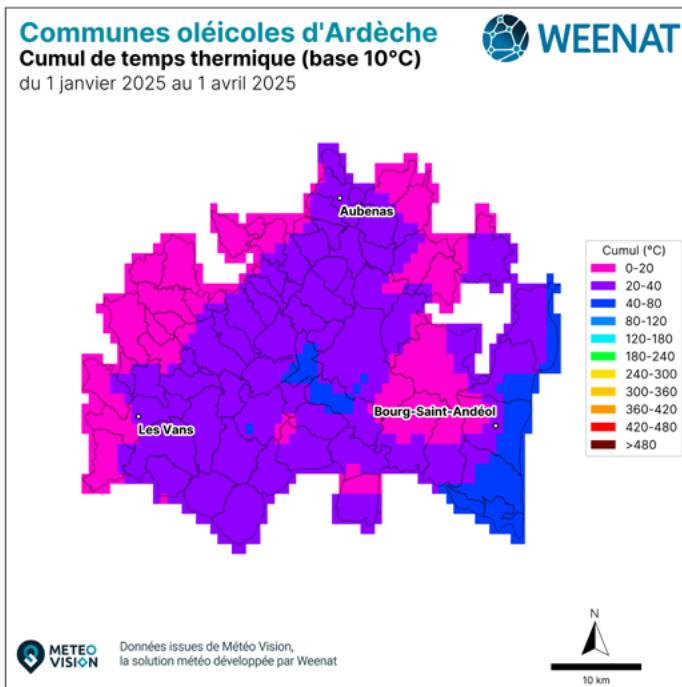 Communes oléicoles d'Ardèche
Cumul de temps thermique (base 10°C)
du 1 janvier 2025 au 1 avril 2025
WEENAT
Aubenas
Bourg-Saint-Andéol
Les Vans
Cumul (°C)
0-20
20-40
40-80
80-120
120-180
180-240
240-300
300-360
360-420
420-480
>480
METEO
VISION
Données issues de Météo Vision,
la solution météo développée par Weenat
N
10 km